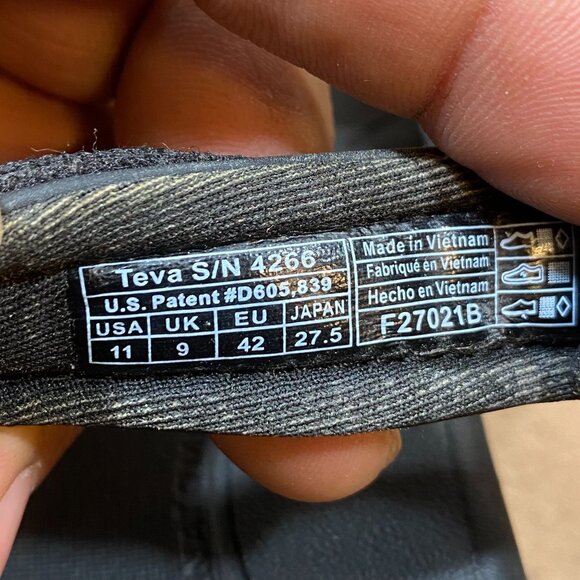 Teva S/N 4266
U.S. Patent #D605,839
USA UK EU JAPAN
11 9 42 27.5
Made in Vietnam
Fabriqué en Vietnam
Hecho en Vietnam
F27021B